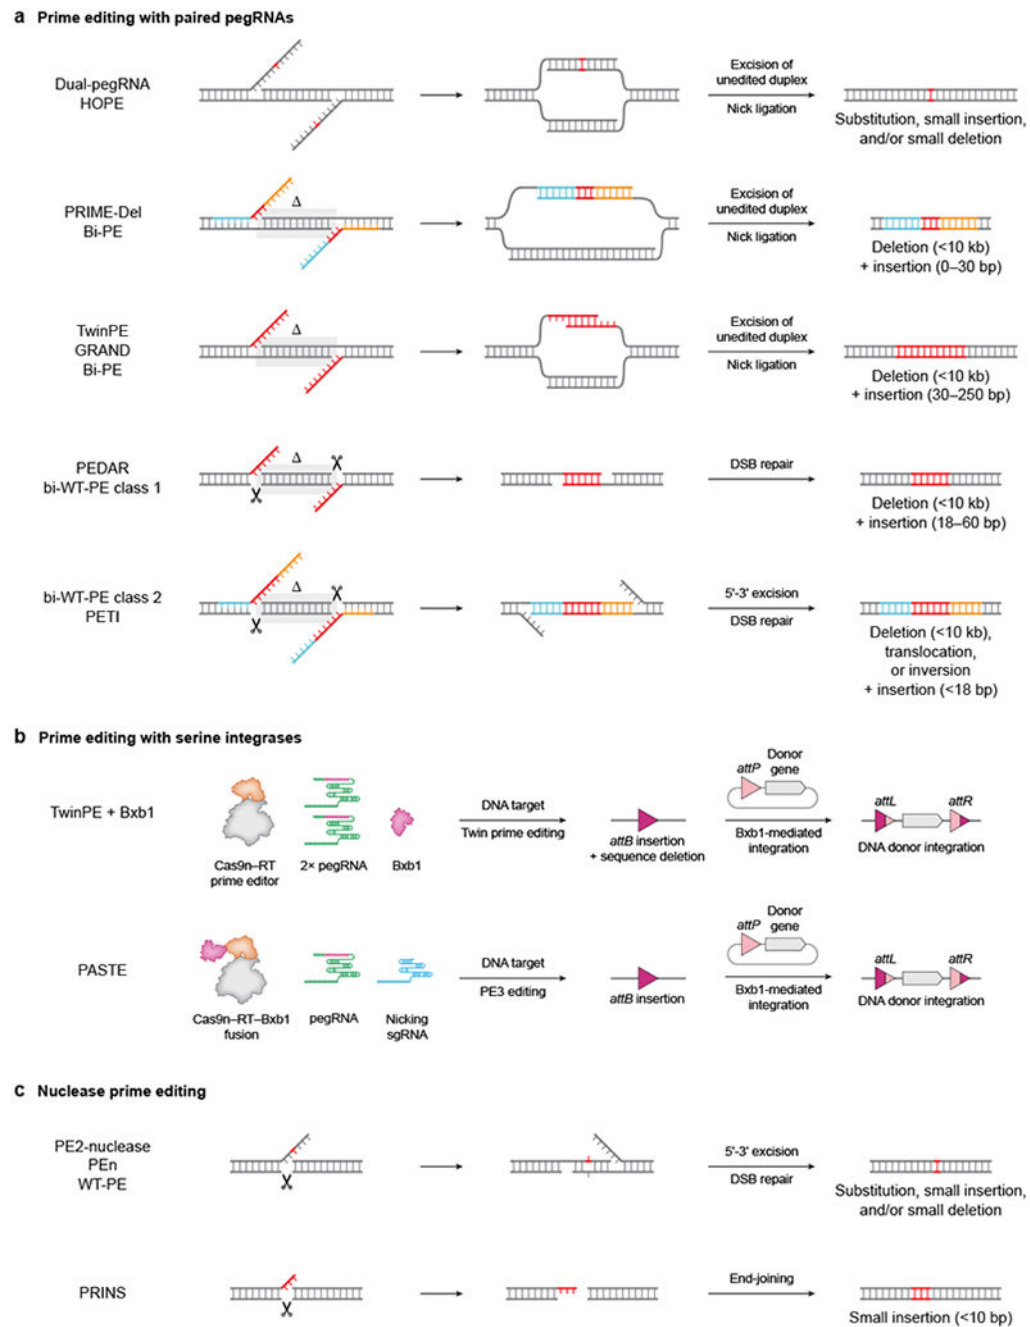 a Prime editing with paired pegRNAs
Dual-pegRNA
HOPE
Excision of
unedited duplex
Nick ligation
Substitution, small insertion,
and/or small deletion
PRIME-Del
Bi-PE
Δ
Excision of
unedited duplex
Nick ligation
Deletion (<10 kb)
+ insertion (0–30 bp)
TwinPE
GRAND
Bi-PE
Δ
Excision of
unedited duplex
Nick ligation
Deletion (<10 kb)
+ insertion (30–250 bp)
PEDAR
bi-WT-PE class 1
Δ
DSB repair
Deletion (<10 kb)
+ insertion (18–60 bp)
bi-WT-PE class 2
PETI
Δ
5'-3' excision
DSB repair
Deletion (<10 kb),
translocation,
or inversion
+ insertion (<18 bp)
b Prime editing with serine integrases
TwinPE + Bxb1
Cas9n–RT
prime editor
2× pegRNA
Bxb1
DNA target
Twin prime editing
attB insertion
+ sequence deletion
attP
Donor
gene
Bxb1-mediated
integration
attL
attR
DNA donor integration
PASTE
Cas9n–RT–Bxb1
fusion
pegRNA
Nicking
sgRNA
DNA target
PE3 editing
attB insertion
attP
Donor
gene
Bxb1-mediated
integration
attL
attR
DNA donor integration
c Nuclease prime editing
PE2-nuclease
PEn
WT-PE
5'-3' excision
DSB repair
Substitution, small insertion,
and/or small deletion
PRINS
End-joining
Small insertion (<10 bp)